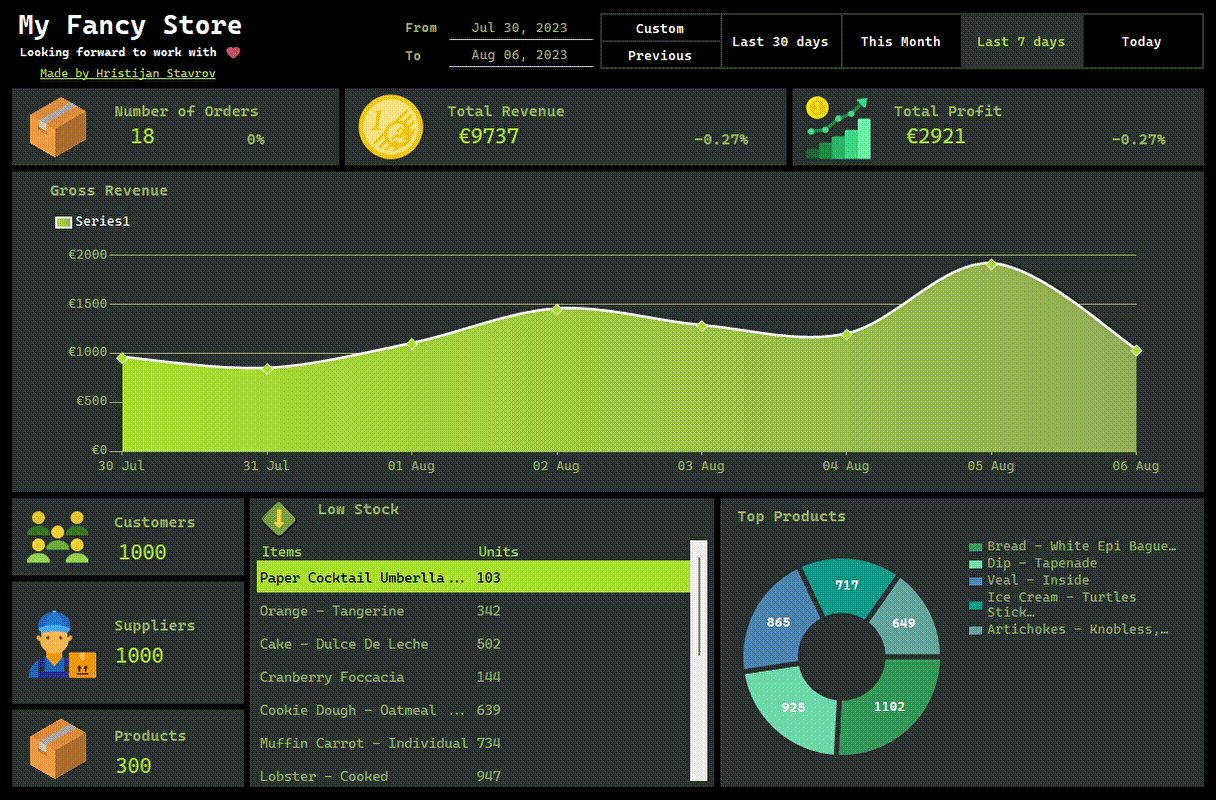 My Fancy Store
Looking forward to work with
Made by Hristijan Stavrov
From
Jul 30, 2023
To
Aug 06, 2023
Custom
Previous
Last 30 days
This Month
Last 7 days
Today
Number of Orders
18
0%
Total Revenue
€9737
-0.27%
Total Profit
€2921
-0.27%
Gross Revenue
Series1
€2000
€1500
€1000
€500
€0
30 Jul
31 Jul
01 Aug
02 Aug
03 Aug
04 Aug
05 Aug
06 Aug
Customers
1000
Suppliers
1000
Products
300
Low Stock
Items Units
Paper Cocktail Umberlla... 103
Orange - Tangerine 342
Cake - Dulce De Leche 502
Cranberry Foccacia 144
Cookie Dough - Oatmeal ... 639
Muffin Carrot - Individual 734
Lobster - Cooked 947
Top Products
717
649
865
925
1102
Bread - White Epi Bague…
Dip - Tapenade
Veal - Inside
Ice Cream - Turtles
Stick…
Artichokes - Knobless,…